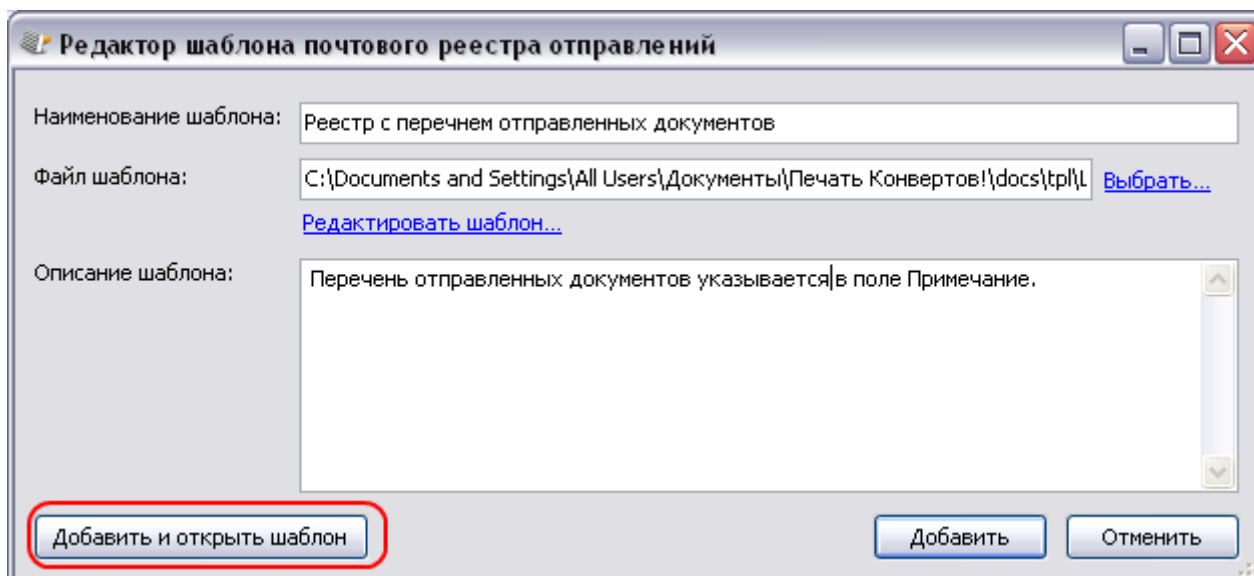 Редактор шаблона почтового реестра отправлений
Наименование шаблона: Реестр с перечнем отправленных документов
Файл шаблона: C:\Documents and Settings\All Users\Документы\Печать Конвертов!\docs\tpl\L Выбрать...
Редактировать шаблон...
Описание шаблона: Перечень отправленных документов указывается в поле Примечание.
Добавить и открыть шаблон Добавить Отменить